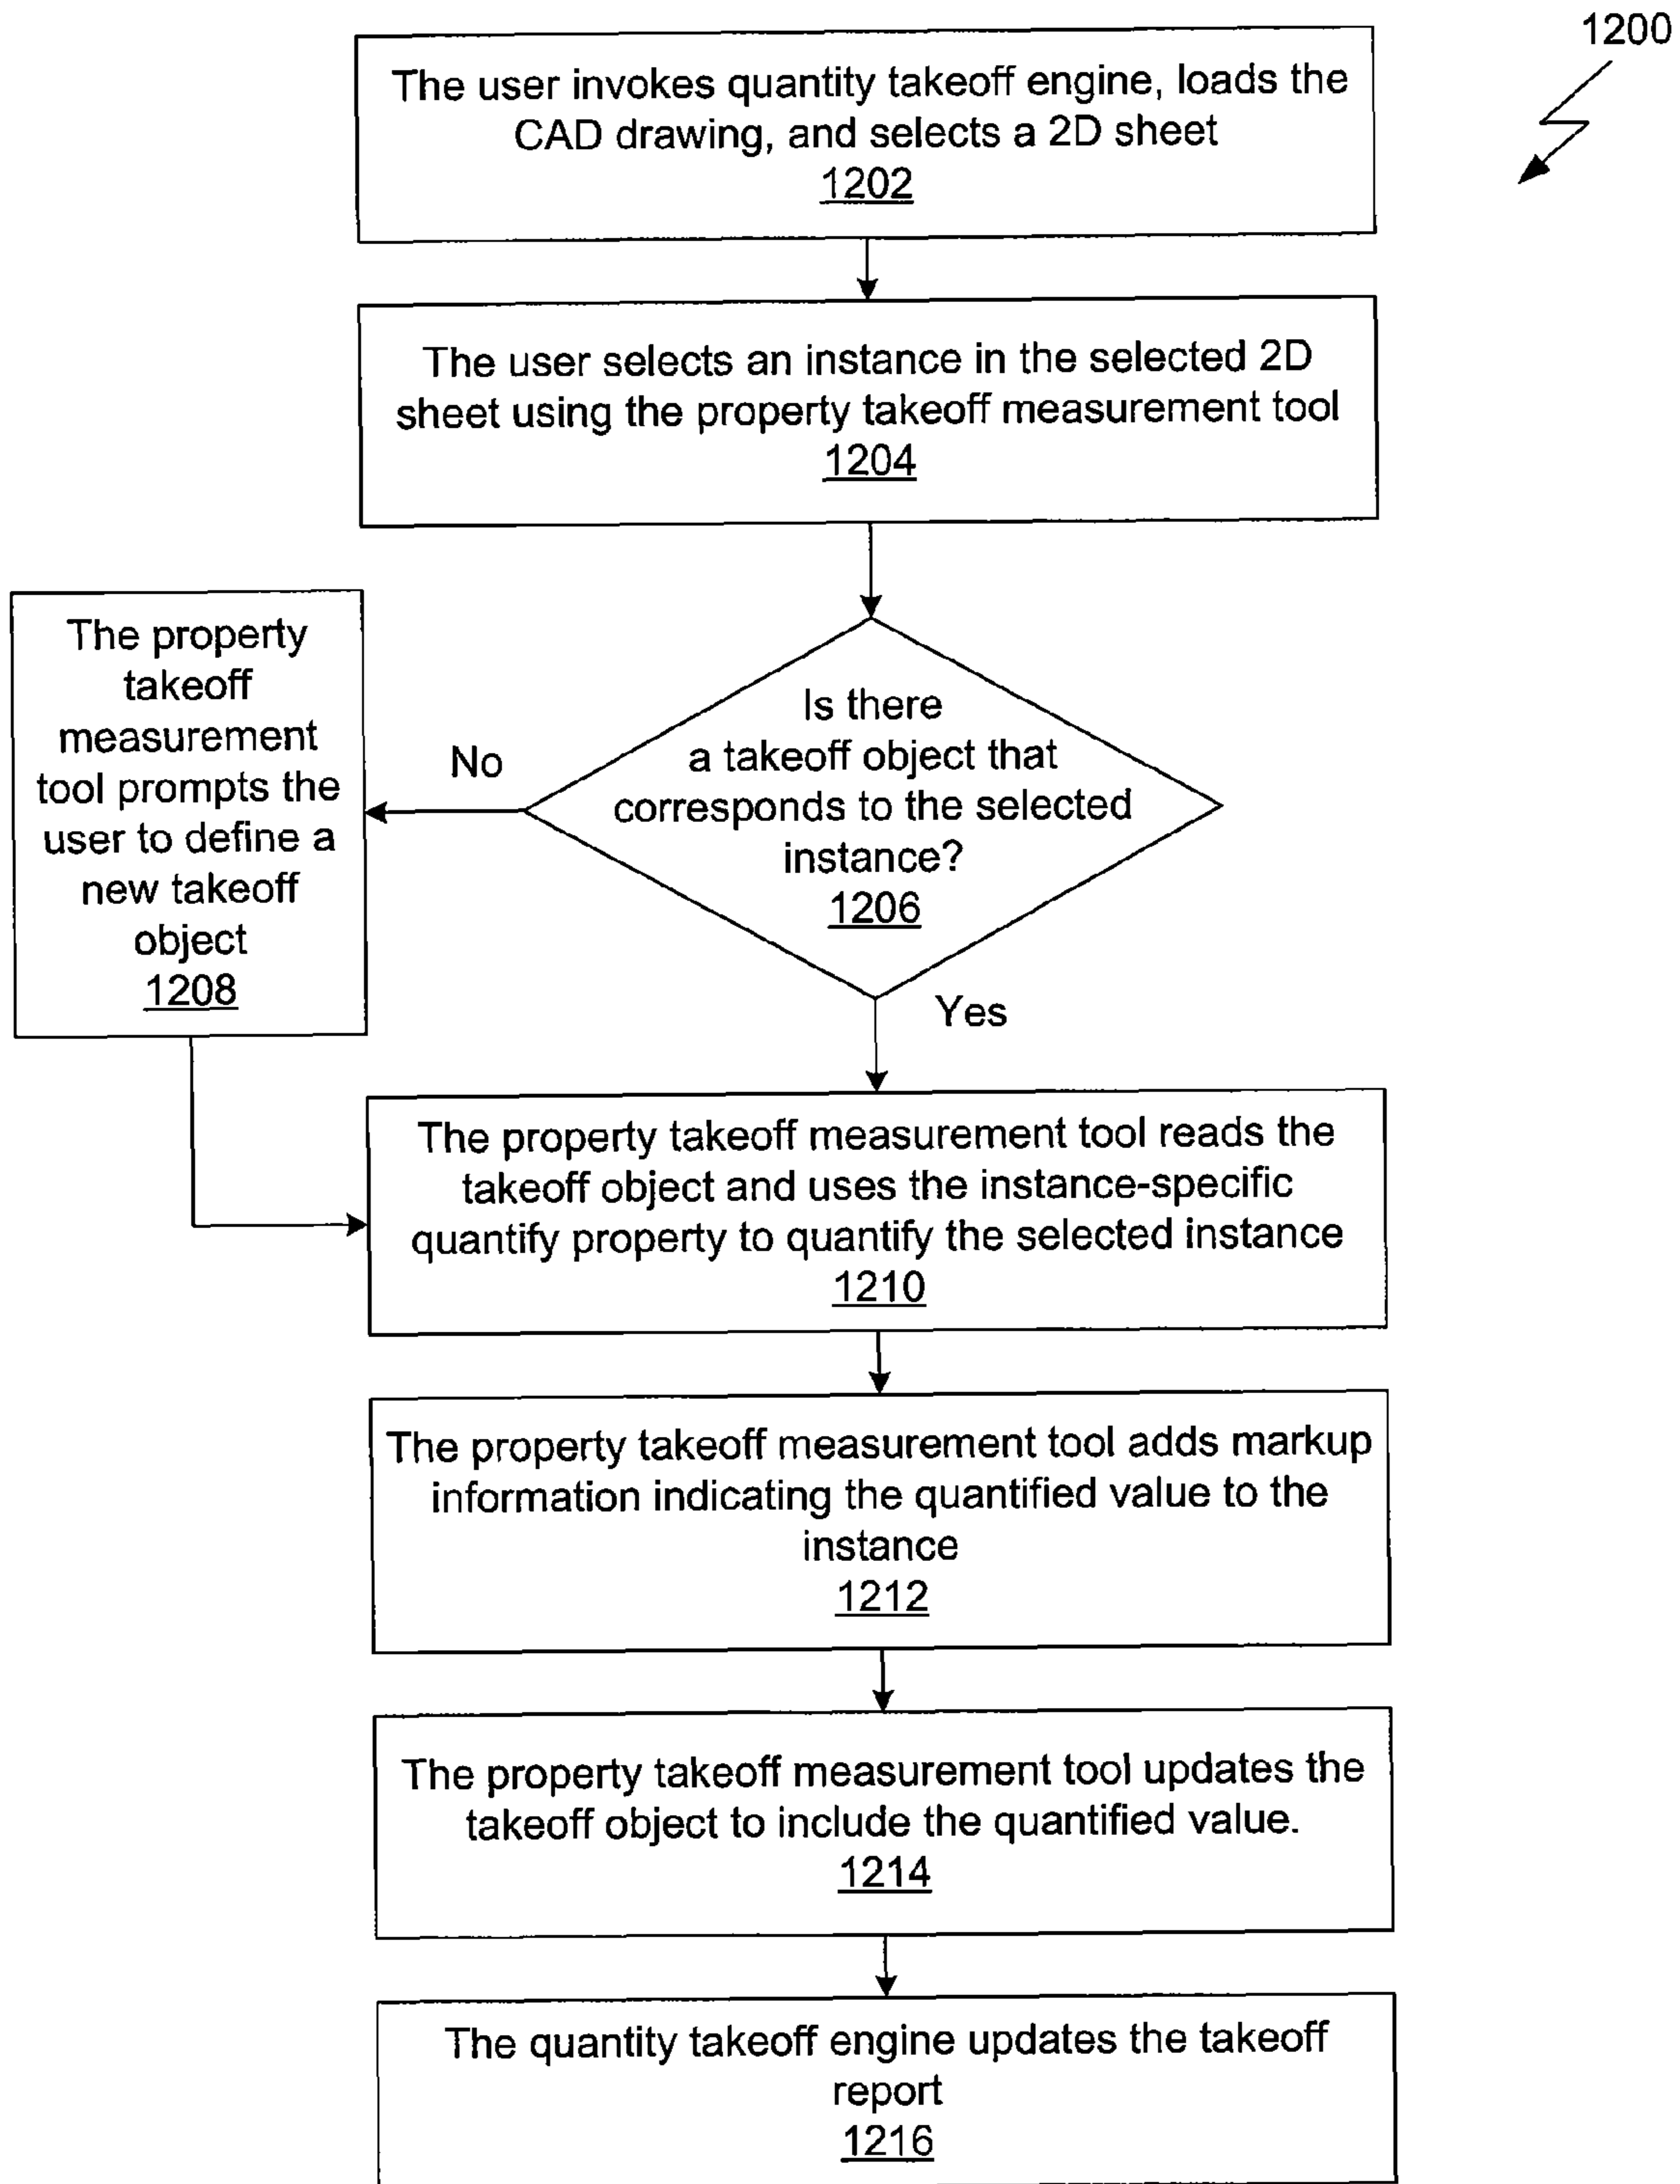 1200
The user invokes quantity takeoff engine, loads the
CAD drawing, and selects a 2D sheet
1202
The user selects an instance in the selected 2D
sheet using the property takeoff measurement tool
1204
Is there
a takeoff object that
corresponds to the selected
instance?
1206
No
The property
takeoff
measurement
tool prompts the
user to define a
new takeoff
object
1208
Yes
The property takeoff measurement tool reads the
takeoff object and uses the instance-specific
quantify property to quantify the selected instance
1210
The property takeoff measurement tool adds markup
information indicating the quantified value to the
instance
1212
The property takeoff measurement tool updates the
takeoff object to include the quantified value.
1214
The quantity takeoff engine updates the takeoff
report
1216